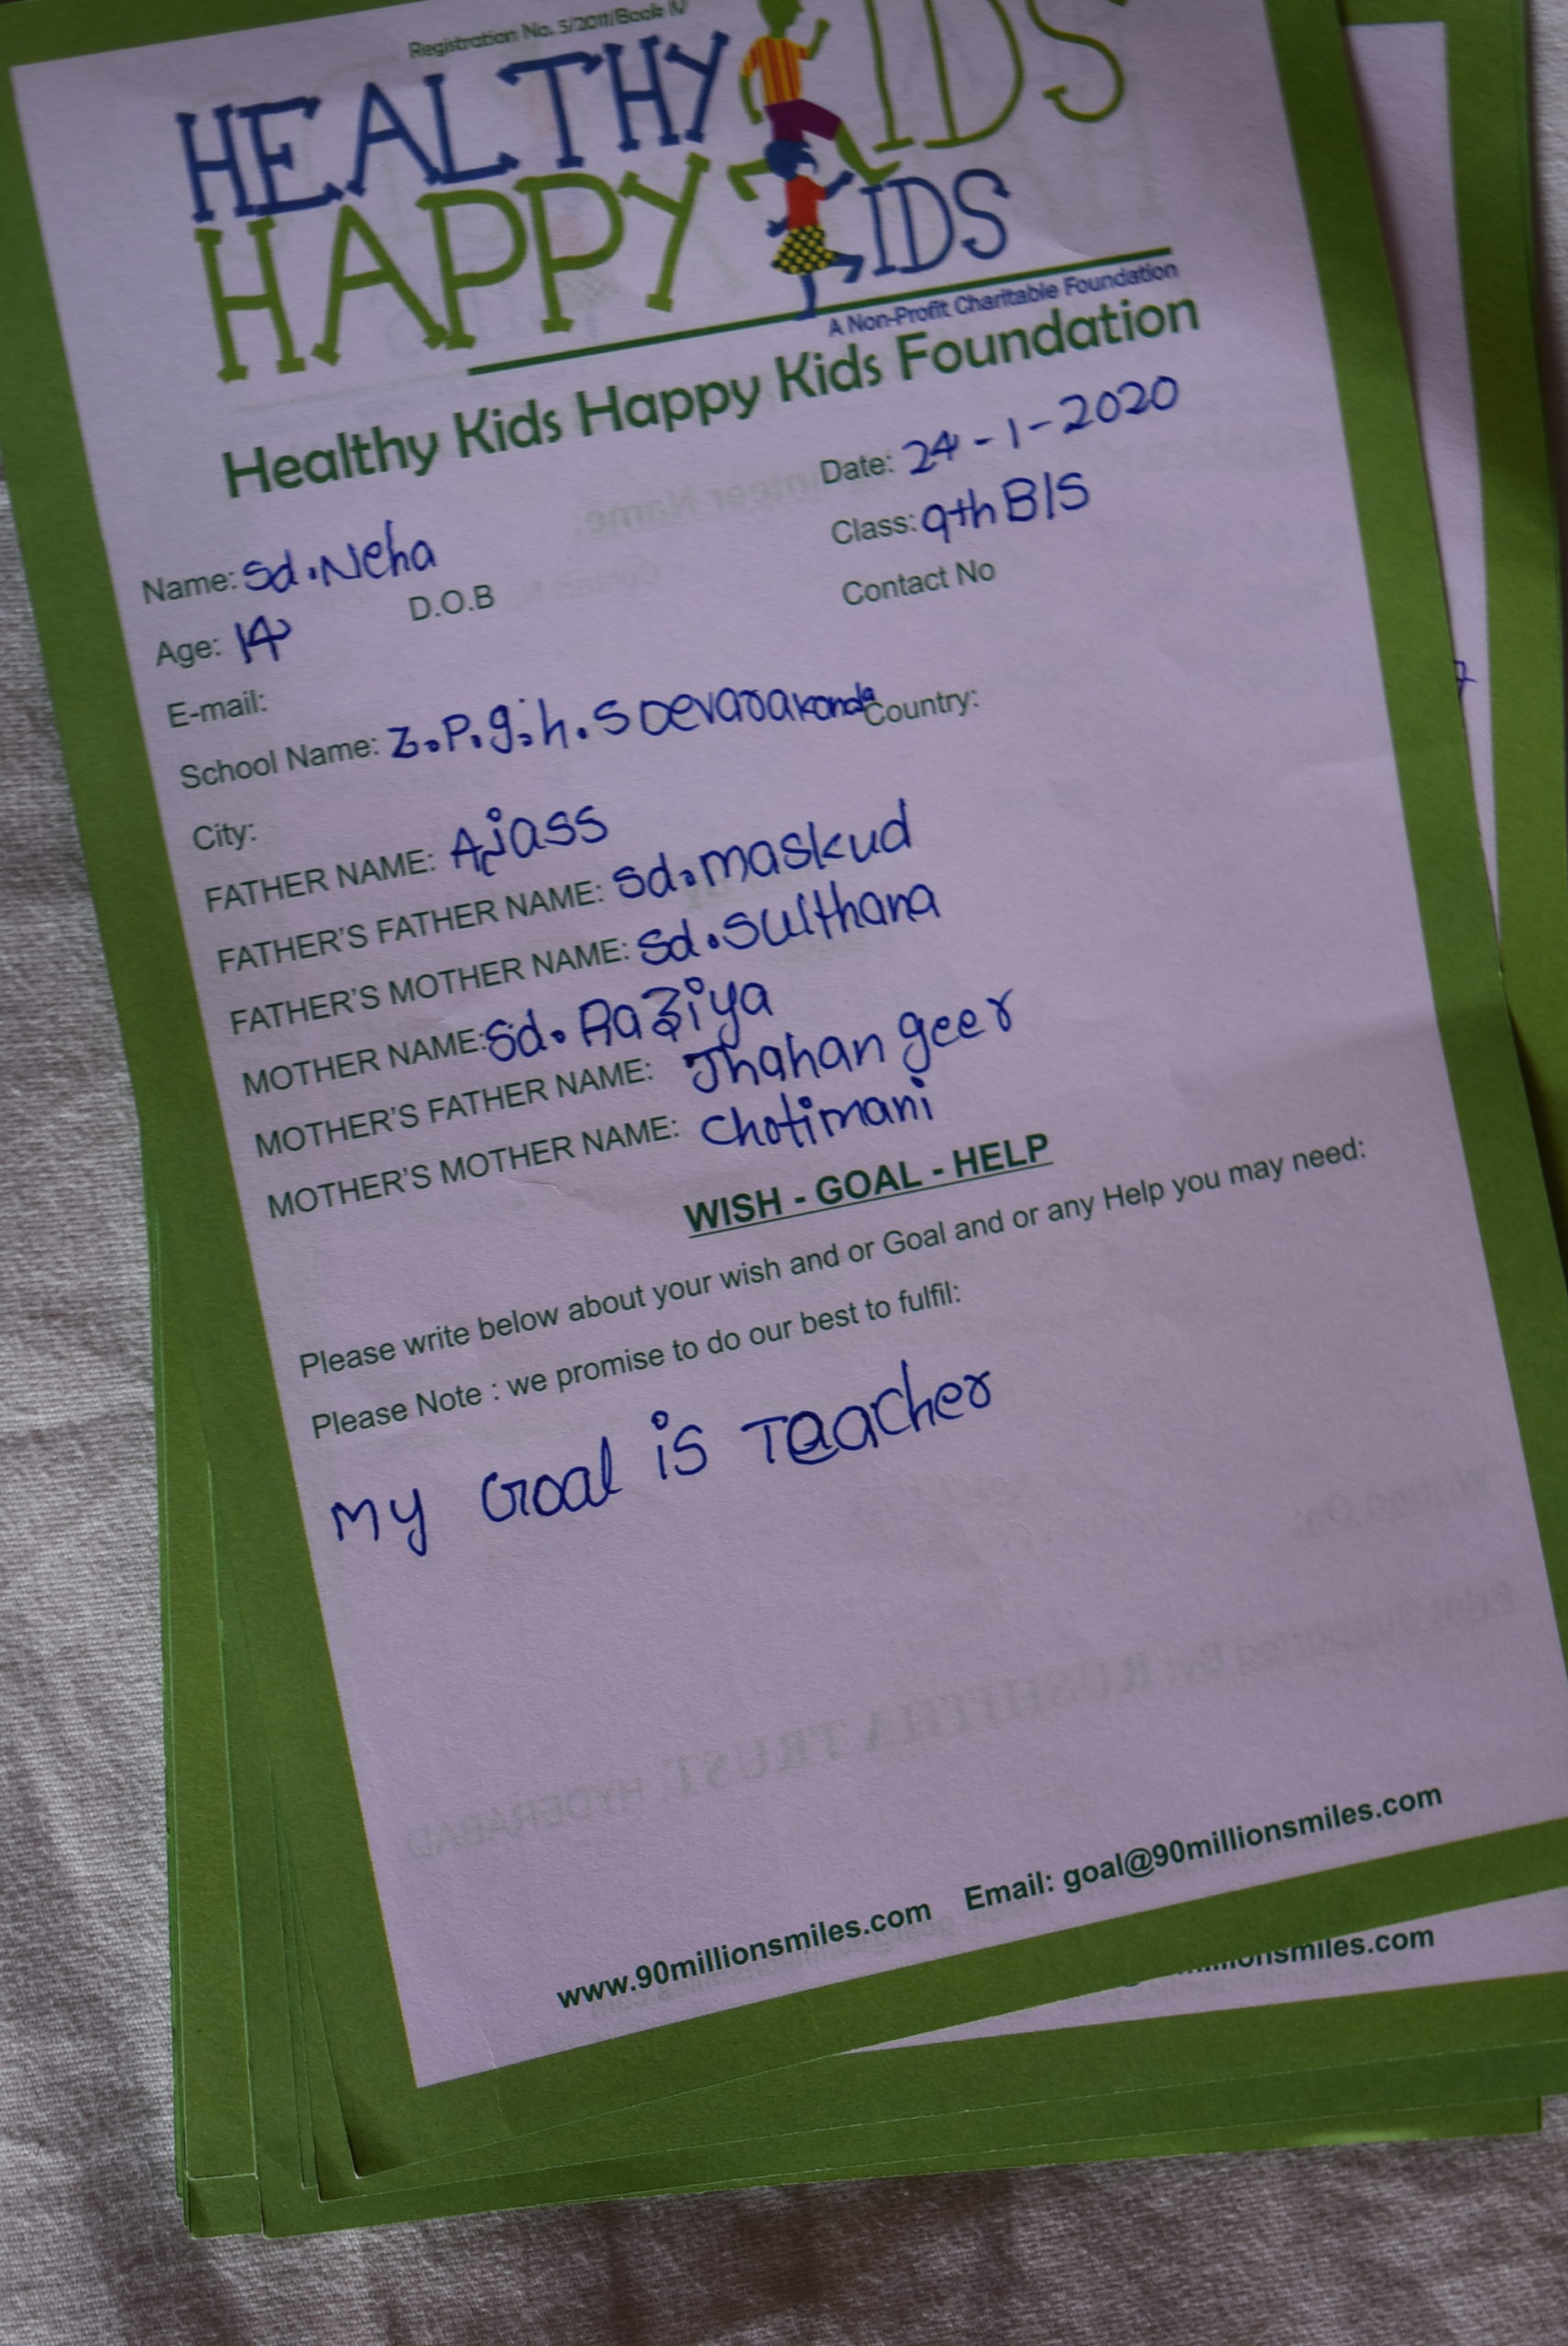 Registration No. 5/2011/Book IV
HEALTHY KIDS
HAPPY KIDS
A Non-Profit Charitable Foundation
Healthy Kids Happy Kids Foundation
Date: 24-1-2020
Name: Sd.Neha Class: 9th B/S
Age: 14 D.O.B Contact No
E-mail:
School Name: Z.P.g.h.S Devarakonda Country:
City:
FATHER NAME: Ajass
FATHER'S FATHER NAME: Sd.maskud
FATHER'S MOTHER NAME: Sd.Sulthana
MOTHER NAME: Sd. Raziya
MOTHER'S FATHER NAME: Jhahan geer
MOTHER'S MOTHER NAME: Chotimani
WISH - GOAL - HELP
Please write below about your wish and or Goal and or any Help you may need:
Please Note : we promise to do our best to fulfil:
My Goal is Teacher
www.90millionsmiles.com Email: goal@90millionsmiles.com